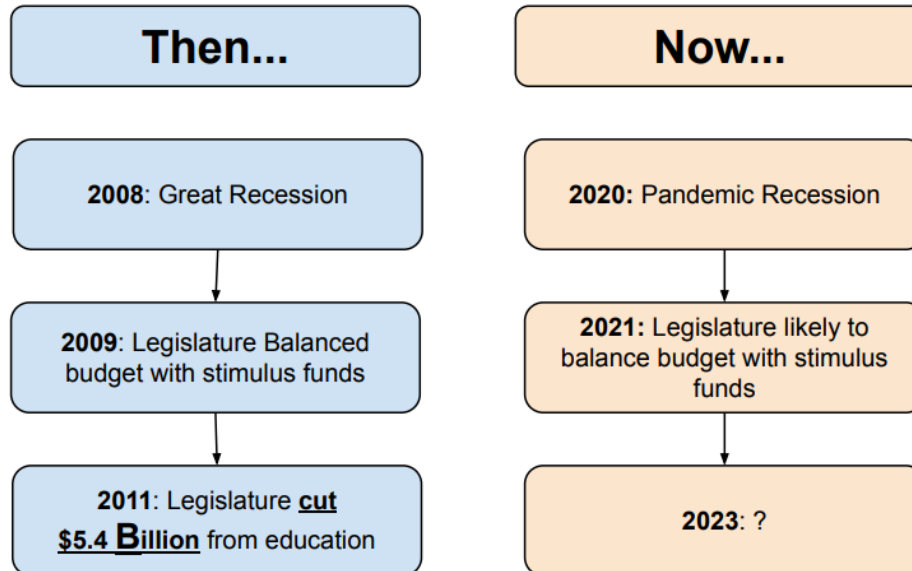 Then...
Now...
2008: Great Recession
2020: Pandemic Recession
2009: Legislature Balanced
budget with stimulus funds
2021: Legislature likely to
balance budget with stimulus
funds
2011: Legislature cut
$5.4 Billion from education
2023: ?